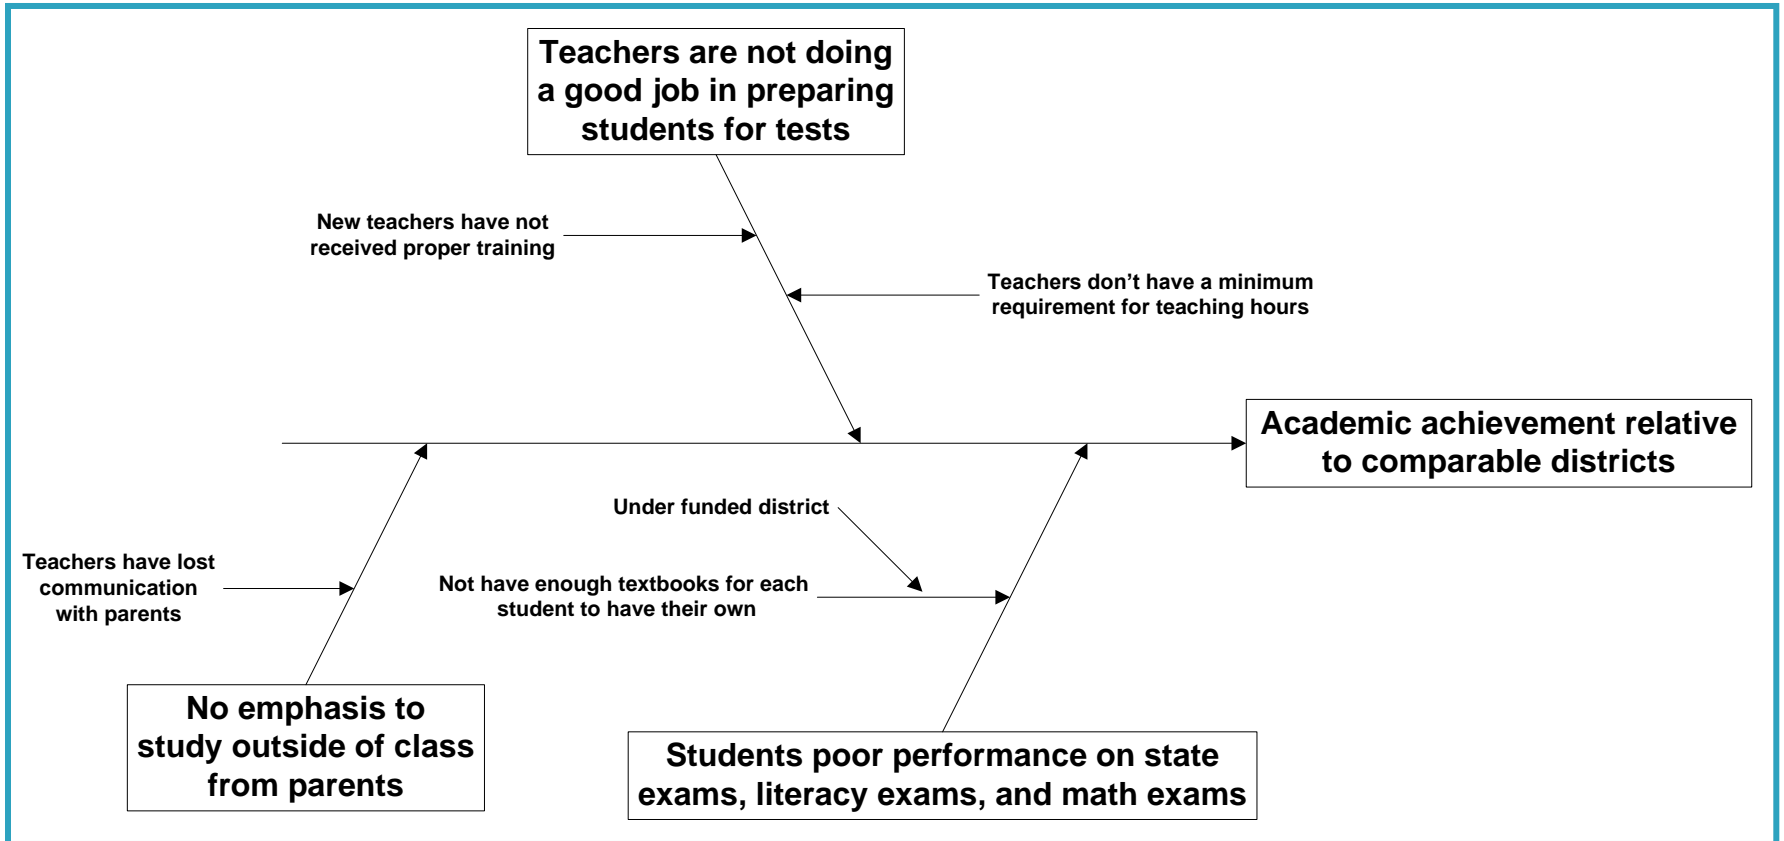 Teachers are not doing
a good job in preparing
students for tests
New teachers have not
received proper training
Teachers don’t have a minimum
requirement for teaching hours
Academic achievement relative
to comparable districts
Under funded district
Teachers have lost
communication
with parents
Not have enough textbooks for each
student to have their own
No emphasis to
study outside of class
from parents
Students poor performance on state
exams, literacy exams, and math exams